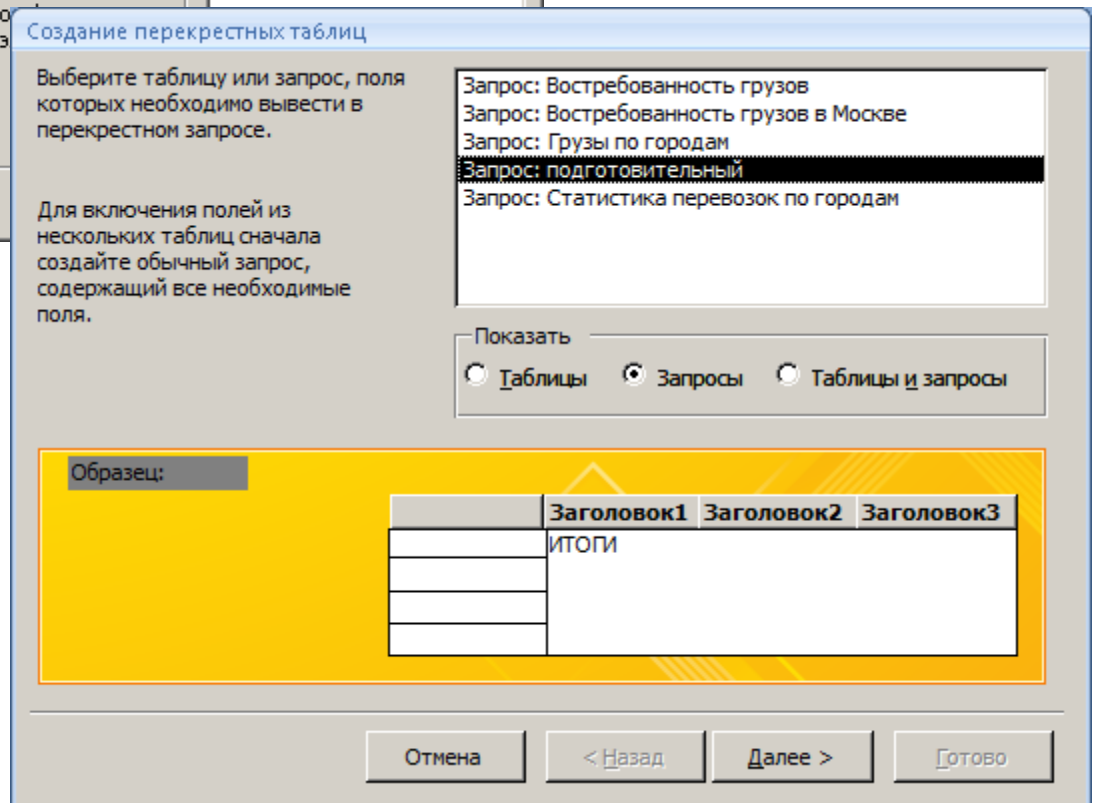 Создание перекрестных таблиц
Выберите таблицу или запрос, поля
которых необходимо вывести в
перекрестном запросе.
Для включения полей из
нескольких таблиц сначала
создайте обычный запрос,
содержащий все необходимые
поля.
Запрос: Востребованность грузов
Запрос: Востребованность грузов в Москве
Запрос: Грузы по городам
Запрос: подготовительный
Запрос: Статистика перевозок по городам
Показать
Таблицы Запросы Таблицы и запросы
Образец:
Заголовок1 Заголовок2 Заголовок3
ИТОГИ
Отмена < Назад Далее > Готово